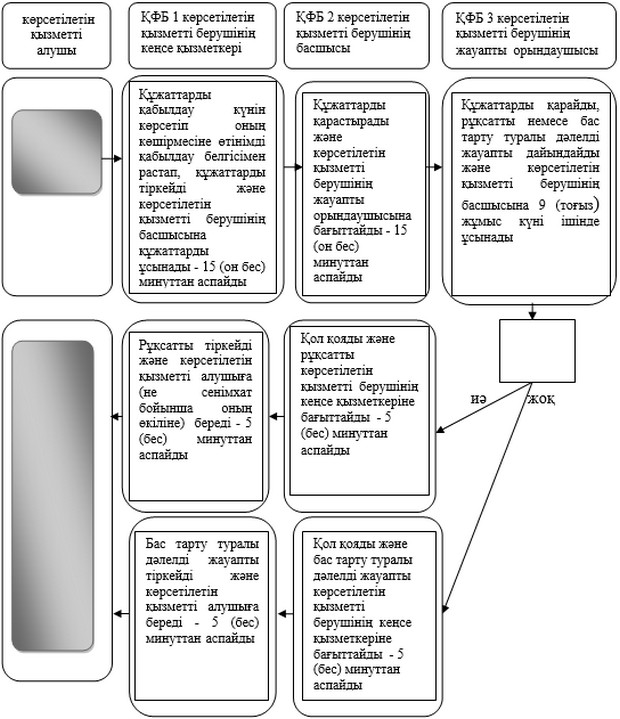 көрсетілетін
қызметті
алушы
ҚФБ 1 көрсетілетін
қызметті берушінің
кеңсе қызметкері
ҚФБ 2 көрсетілетін
қызметті берушінің
басшысы
ҚФБ 3 көрсетілетін
қызметті берушінің
жауапты орындаушысы
Құжаттарды
қабылдау күнін
көрсетіп оның
көшірмесіне өтінімді
қабылдау белгісімен
растап, құжаттарды
тіркейді және
көрсетілетін
қызметті берушінің
басшысына
құжаттарды
ұсынады - 15 (он бес)
минуттан аспайды
Құжаттарды
қарастырады
және
көрсетілетін
қызметті
берушінің
жауапты
орындаушысына
бағыттайды - 15
(он бес)
минуттан
аспайды
Құжаттарды қарайды,
рұқсатты немесе бас
тарту туралы дәлелді
жауапты дайындайды
және көрсетілетін
қызметті берушінің
басшысына 9 (тоғыз)
жұмыс күні ішінде
ұсынады
Рұқсатты тіркейді
және көрсетілетін
қызметті алушыға
(не сенімхат
бойынша оның
өкіліне) береді - 5
(бес) минуттан
аспайды
Қол қояды және
рұқсатты
көрсетілетін
қызметті берушінің
кеңсе қызметкеріне
бағыттайды - 5
(бес) минуттан
аспайды
иә жоқ
Бас тарту туралы
дәлелді жауапты
тіркейді және
көрсетілетін
қызметті алушыға
береді - 5 (бес)
минуттан аспайды
Қол қояды және
бас тарту туралы
дәлелді жауапты
көрсетілетін
қызметті
берушінің кеңсе
қызметкеріне
бағыттайды - 5
(бес) минуттан
аспайды